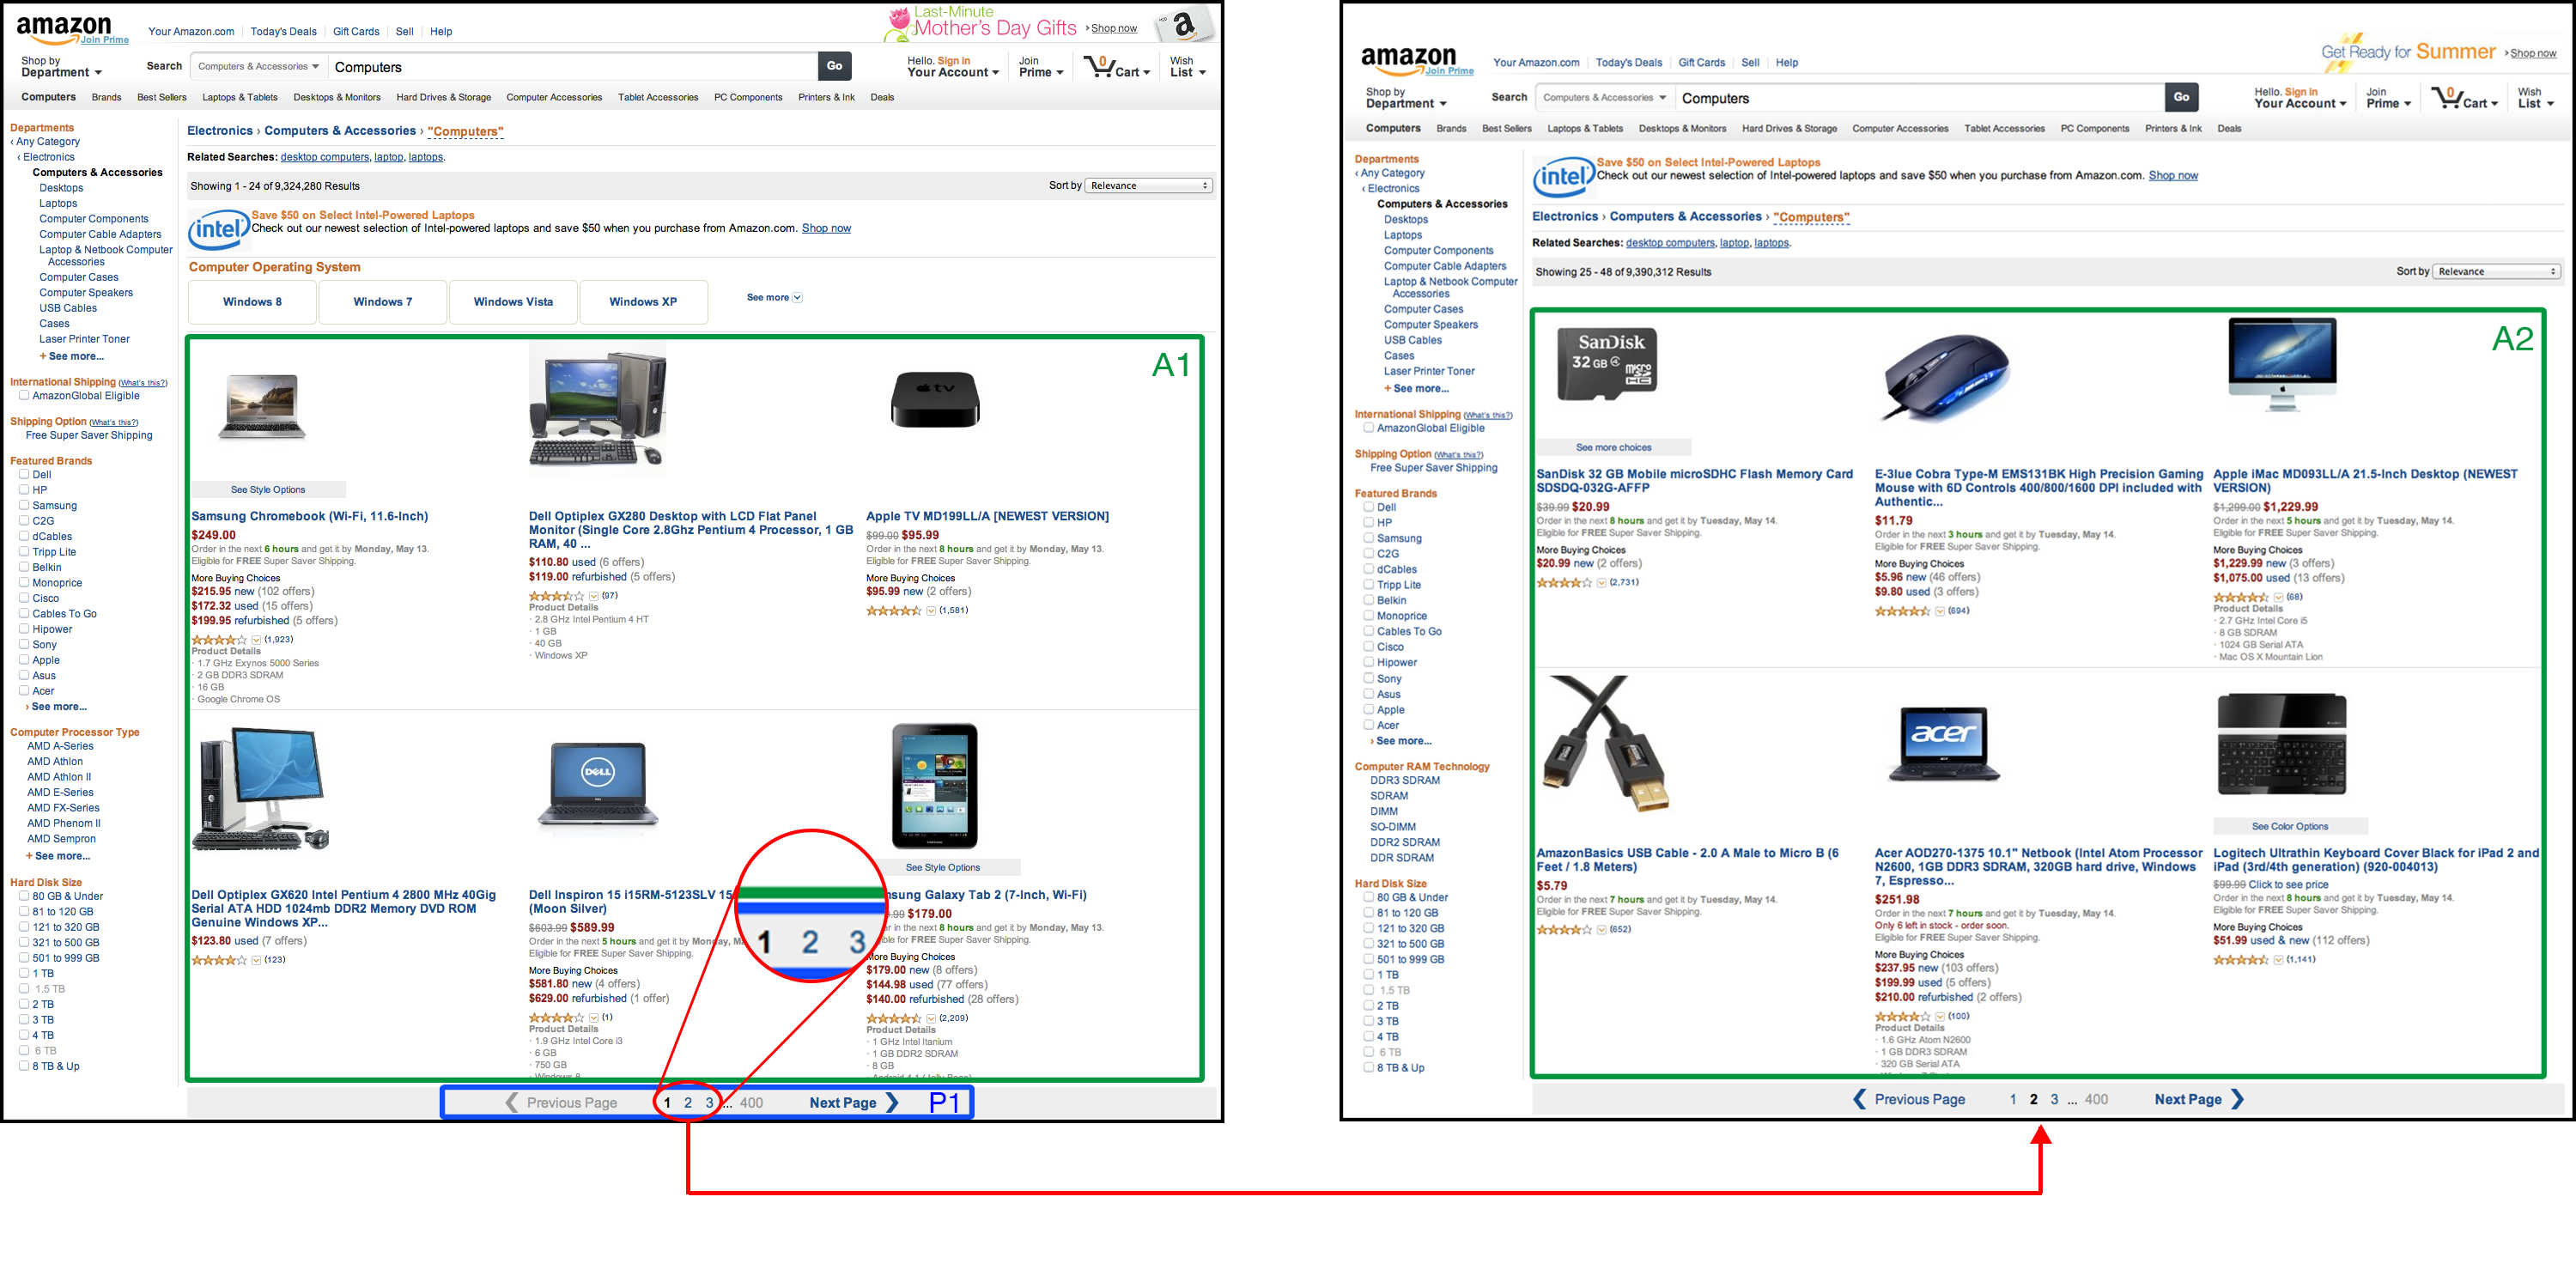 amazon
Join Prime
Your Amazon.com Today's Deals Gift Cards Sell Help
Last-Minute
Mother's Day Gifts › Shop now
Shop by
Department
Search Computers & Accessories Computers Go
Hello. Sign in
Your Account
Join
Prime
0
Cart
Wish
List
Computers Brands Best Sellers Laptops & Tablets Desktops & Monitors Hard Drives & Storage Computer Accessories Tablet Accessories PC Components Printers & Ink Deals
Departments
‹ Any Category
‹ Electronics
Computers & Accessories
Desktops
Laptops
Computer Components
Computer Cable Adapters
Laptop & Netbook Computer
Accessories
Computer Cases
Computer Speakers
USB Cables
Cases
Laser Printer Toner
+ See more...
International Shipping (What's this?)
AmazonGlobal Eligible
Shipping Option (What's this?)
Free Super Saver Shipping
Featured Brands
Dell
HP
Samsung
C2G
dCables
Tripp Lite
Belkin
Monoprice
Cisco
Cables To Go
Hipower
Sony
Apple
Asus
Acer
› See more...
Computer Processor Type
AMD A-Series
AMD Athlon
AMD Athlon II
AMD E-Series
AMD FX-Series
AMD Phenom II
AMD Sempron
+ See more...
Hard Disk Size
80 GB & Under
81 to 120 GB
121 to 320 GB
321 to 500 GB
501 to 999 GB
1 TB
1.5 TB
2 TB
3 TB
4 TB
6 TB
8 TB & Up
Electronics › Computers & Accessories › "Computers"
Related Searches: desktop computers, laptop, laptops.
Showing 1 - 24 of 9,324,280 Results
Sort by Relevance
intel
Save $50 on Select Intel-Powered Laptops
Check out our newest selection of Intel-powered laptops and save $50 when you purchase from Amazon.com. Shop now
Computer Operating System
Windows 8 Windows 7 Windows Vista Windows XP See more
A1
See Style Options
Samsung Chromebook (Wi-Fi, 11.6-Inch)
$249.00
Order in the next 6 hours and get it by Monday, May 13.
Eligible for FREE Super Saver Shipping.
More Buying Choices
$215.95 new (102 offers)
$172.32 used (15 offers)
$199.95 refurbished (5 offers)
(1,923)
Product Details
· 1.7 GHz Exynos 5000 Series
· 2 GB DDR3 SDRAM
· 16 GB
· Google Chrome OS
Dell Optiplex GX280 Desktop with LCD Flat Panel
Monitor (Single Core 2.8Ghz Pentium 4 Processor, 1 GB
RAM, 40 ...
$110.80 used (6 offers)
$119.00 refurbished (5 offers)
(97)
Product Details
· 2.8 GHz Intel Pentium 4 HT
· 1 GB
· 40 GB
· Windows XP
tv
Apple TV MD199LL/A [NEWEST VERSION]
$99.00 $95.99
Order in the next 8 hours and get it by Monday, May 13.
Eligible for FREE Super Saver Shipping.
More Buying Choices
$95.99 new (2 offers)
(1,581)
Dell Optiplex GX620 Intel Pentium 4 2800 MHz 40Gig
Serial ATA HDD 1024mb DDR2 Memory DVD ROM
Genuine Windows XP...
$123.80 used (7 offers)
(123)
DELL
Dell Inspiron 15 i15RM-5123SLV 15
(Moon Silver)
$603.99 $589.99
Order in the next 5 hours and get it by Monday, Ma
Eligible for FREE Super Saver Shipping.
More Buying Choices
$581.80 new (4 offers)
$629.00 refurbished (1 offer)
(1)
Product Details
· 1.9 GHz Intel Core i3
· 6 GB
· 750 GB
· Windows 8
See Style Options
nsung Galaxy Tab 2 (7-Inch, Wi-Fi)
.99 $179.00
er in the next 8 hours and get it by Monday, May 13.
ible for FREE Super Saver Shipping.
More Buying Choices
$179.00 new (8 offers)
$144.98 used (77 offers)
$140.00 refurbished (28 offers)
(2,209)
Product Details
· 1 GHz Intel Itanium
· 1 GB DDR2 SDRAM
· 8 GB
1 2 3
Previous Page 1 2 3 ... 400 Next Page P1
amazon
Join Prime
Your Amazon.com Today's Deals Gift Cards Sell Help
Get Ready for Summer › Shop now
Shop by
Department
Search Computers & Accessories Computers Go
Hello. Sign in
Your Account
Join
Prime
0
Cart
Wish
List
Computers Brands Best Sellers Laptops & Tablets Desktops & Monitors Hard Drives & Storage Computer Accessories Tablet Accessories PC Components Printers & Ink Deals
Departments
‹ Any Category
‹ Electronics
Computers & Accessories
Desktops
Laptops
Computer Components
Computer Cable Adapters
Laptop & Netbook Computer
Accessories
Computer Cases
Computer Speakers
USB Cables
Cases
Laser Printer Toner
+ See more...
International Shipping (What's this?)
AmazonGlobal Eligible
Shipping Option (What's this?)
Free Super Saver Shipping
Featured Brands
Dell
HP
Samsung
C2G
dCables
Tripp Lite
Belkin
Monoprice
Cables To Go
Cisco
Hipower
Sony
Asus
Apple
Acer
› See more...
Computer RAM Technology
DDR3 SDRAM
SDRAM
DIMM
SO-DIMM
DDR2 SDRAM
DDR SDRAM
Hard Disk Size
80 GB & Under
81 to 120 GB
121 to 320 GB
321 to 500 GB
501 to 999 GB
1 TB
1.5 TB
2 TB
3 TB
4 TB
6 TB
8 TB & Up
intel
Save $50 on Select Intel-Powered Laptops
Check out our newest selection of Intel-powered laptops and save $50 when you purchase from Amazon.com. Shop now
Electronics › Computers & Accessories › "Computers"
Related Searches: desktop computers, laptop, laptops.
Showing 25 - 48 of 9,390,312 Results
Sort by Relevance
A2
SanDisk
32 GB
micro
HC
See more choices
SanDisk 32 GB Mobile microSDHC Flash Memory Card
SDSDQ-032G-AFFP
$39.99 $20.99
Order in the next 8 hours and get it by Tuesday, May 14.
Eligible for FREE Super Saver Shipping.
More Buying Choices
$20.99 new (2 offers)
(2,731)
E-3lue Cobra Type-M EMS131BK High Precision Gaming
Mouse with 6D Controls 400/800/1600 DPI included with
Authentic...
$11.79
Order in the next 3 hours and get it by Tuesday, May 14.
Eligible for FREE Super Saver Shipping.
More Buying Choices
$5.96 new (46 offers)
$9.80 used (3 offers)
(694)
Apple iMac MD093LL/A 21.5-Inch Desktop (NEWEST
VERSION)
$1,299.00 $1,229.99
Order in the next 5 hours and get it by Tuesday, May 14.
Eligible for FREE Super Saver Shipping.
More Buying Choices
$1,229.99 new (3 offers)
$1,075.00 used (13 offers)
(68)
Product Details
· 2.7 GHz Intel Core i5
· 8 GB SDRAM
· 1024 GB Serial ATA
· Mac OS X Mountain Lion
AmazonBasics USB Cable - 2.0 A Male to Micro B (6
Feet / 1.8 Meters)
$5.79
Order in the next 7 hours and get it by Tuesday, May 14.
Eligible for FREE Super Saver Shipping.
(652)
acer
Acer AOD270-1375 10.1" Netbook (Intel Atom Processor
N2600, 1GB DDR3 SDRAM, 320GB hard drive, Windows
7, Espresso...
$251.98
Order in the next 7 hours and get it by Tuesday, May 14.
Only 6 left in stock - order soon.
Eligible for FREE Super Saver Shipping.
More Buying Choices
$237.95 new (103 offers)
$199.99 used (5 offers)
$210.00 refurbished (2 offers)
(100)
Product Details
· 1.6 GHz Atom N2600
· 1 GB DDR3 SDRAM
· 320 GB Serial ATA
See Color Options
Logitech Ultrathin Keyboard Cover Black for iPad 2 and
iPad (3rd/4th generation) (920-004013)
$99.99 Click to see price
Order in the next 8 hours and get it by Tuesday, May 14.
Eligible for FREE Super Saver Shipping.
More Buying Choices
$51.99 used & new (112 offers)
(1,141)
Previous Page 1 2 3 ... 400 Next Page